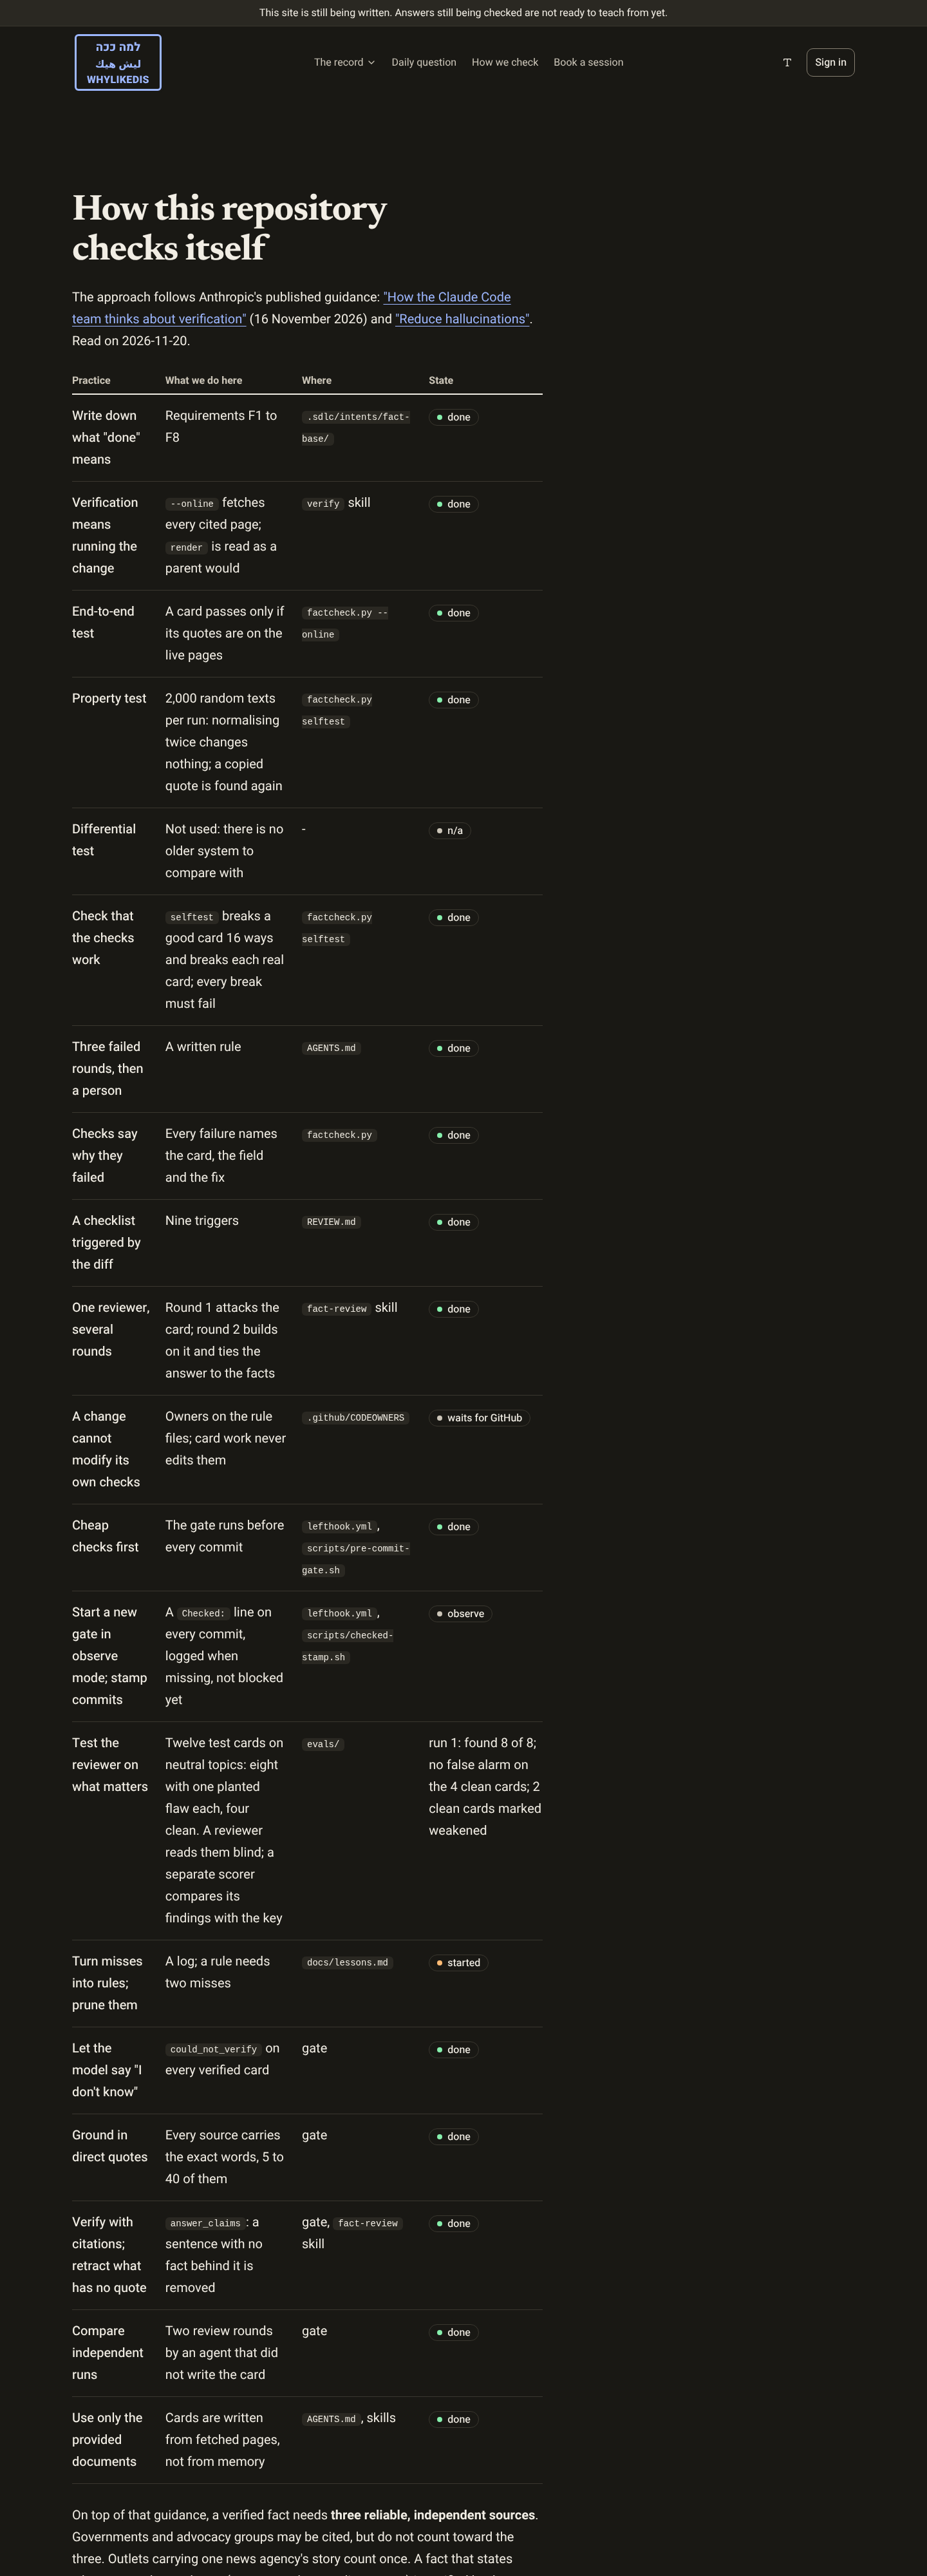 This site is still being written. Answers still being checked are not ready to teach from yet.
למה ככה
ليش هيك
WHYLIKEDIS
The record
Daily question
How we check
Book a session
T
Sign in
How this repository
checks itself
The approach follows Anthropic's published guidance: "How the Claude Code
team thinks about verification" (16 November 2026) and "Reduce hallucinations".
Read on 2026-11-20.
Practice
What we do here
Where
State
Write down
what "done"
means
Requirements F1 to
F8
.sdlc/intents/fact-
base/
done
Verification
means
running the
change
--online fetches
every cited page;
render is read as a
parent would
verify skill
done
End-to-end
test
A card passes only if
its quotes are on the
live pages
factcheck.py --
online
done
Property test
2,000 random texts
per run: normalising
twice changes
nothing; a copied
quote is found again
factcheck.py
selftest
done
Differential
test
Not used: there is no
older system to
compare with
-
n/a
Check that
the checks
work
selftest breaks a
good card 16 ways
and breaks each real
card; every break
must fail
factcheck.py
selftest
done
Three failed
rounds, then
a person
A written rule
AGENTS.md
done
Checks say
why they
failed
Every failure names
the card, the field
and the fix
factcheck.py
done
A checklist
triggered by
the diff
Nine triggers
REVIEW.md
done
One reviewer,
several
rounds
Round 1 attacks the
card; round 2 builds
on it and ties the
answer to the facts
fact-review skill
done
A change
cannot
modify its
own checks
Owners on the rule
files; card work never
edits them
.github/CODEOWNERS
waits for GitHub
Cheap
checks first
The gate runs before
every commit
lefthook.yml,
scripts/pre-commit-
gate.sh
done
Start a new
gate in
observe
mode; stamp
commits
A Checked: line on
every commit,
logged when
missing, not blocked
yet
lefthook.yml,
scripts/checked-
stamp.sh
observe
Test the
reviewer on
what matters
Twelve test cards on
neutral topics: eight
with one planted
flaw each, four
clean. A reviewer
reads them blind; a
separate scorer
compares its
findings with the key
evals/
run 1: found 8 of 8;
no false alarm on
the 4 clean cards; 2
clean cards marked
weakened
Turn misses
into rules;
prune them
A log; a rule needs
two misses
docs/lessons.md
started
Let the
model say "I
don't know"
could_not_verify on
every verified card
gate
done
Ground in
direct quotes
Every source carries
the exact words, 5 to
40 of them
gate
done
Verify with
citations;
retract what
has no quote
answer_claims: a
sentence with no
fact behind it is
removed
gate, fact-review
skill
done
Compare
independent
runs
Two review rounds
by an agent that did
not write the card
gate
done
Use only the
provided
documents
Cards are written
from fetched pages,
not from memory
AGENTS.md, skills
done
On top of that guidance, a verified fact needs three reliable, independent sources.
Governments and advocacy groups may be cited, but do not count toward the
three. Outlets carrying one news agency's story count once. A fact that states